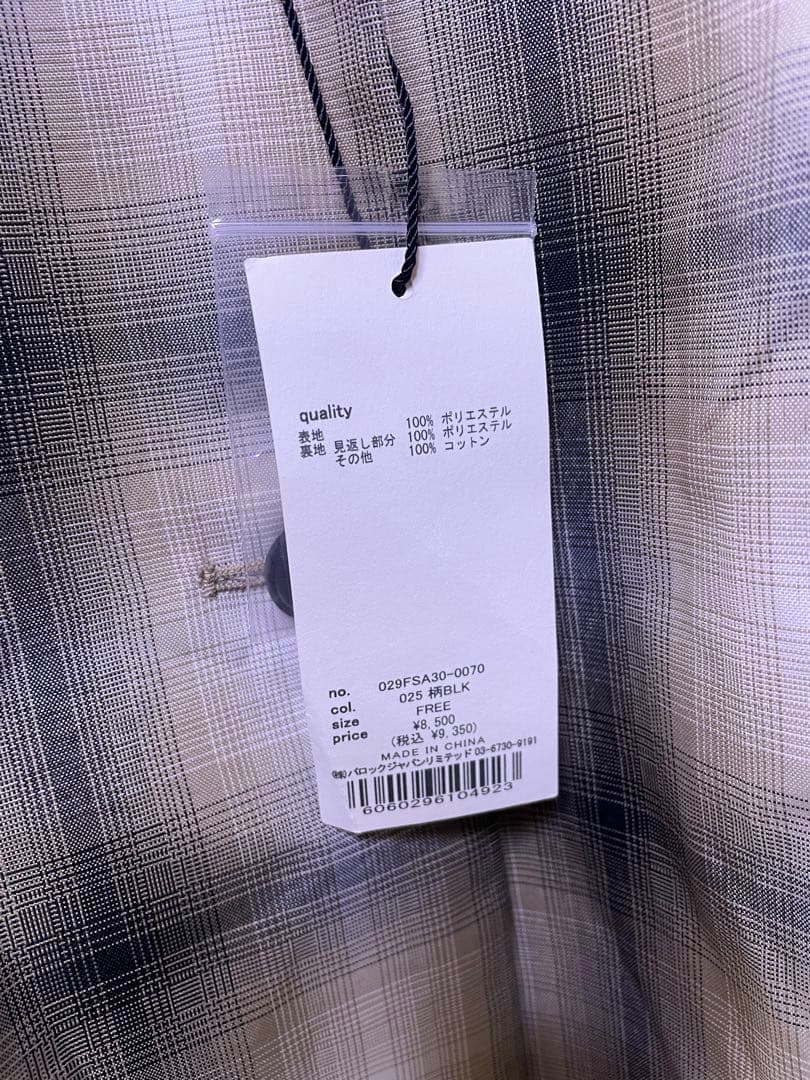 quality
表地 100% ポリエステル
裏地 見返し部分 100% ポリエステル
その他 100% コットン
no. 029FSA30-0070
col. 025 柄BLK
size FREE
price ¥8,500
(税込 ¥9,350)
MADE IN CHINA
㈱バロックジャパンリミテッド 03-6730-9191
6060296104923